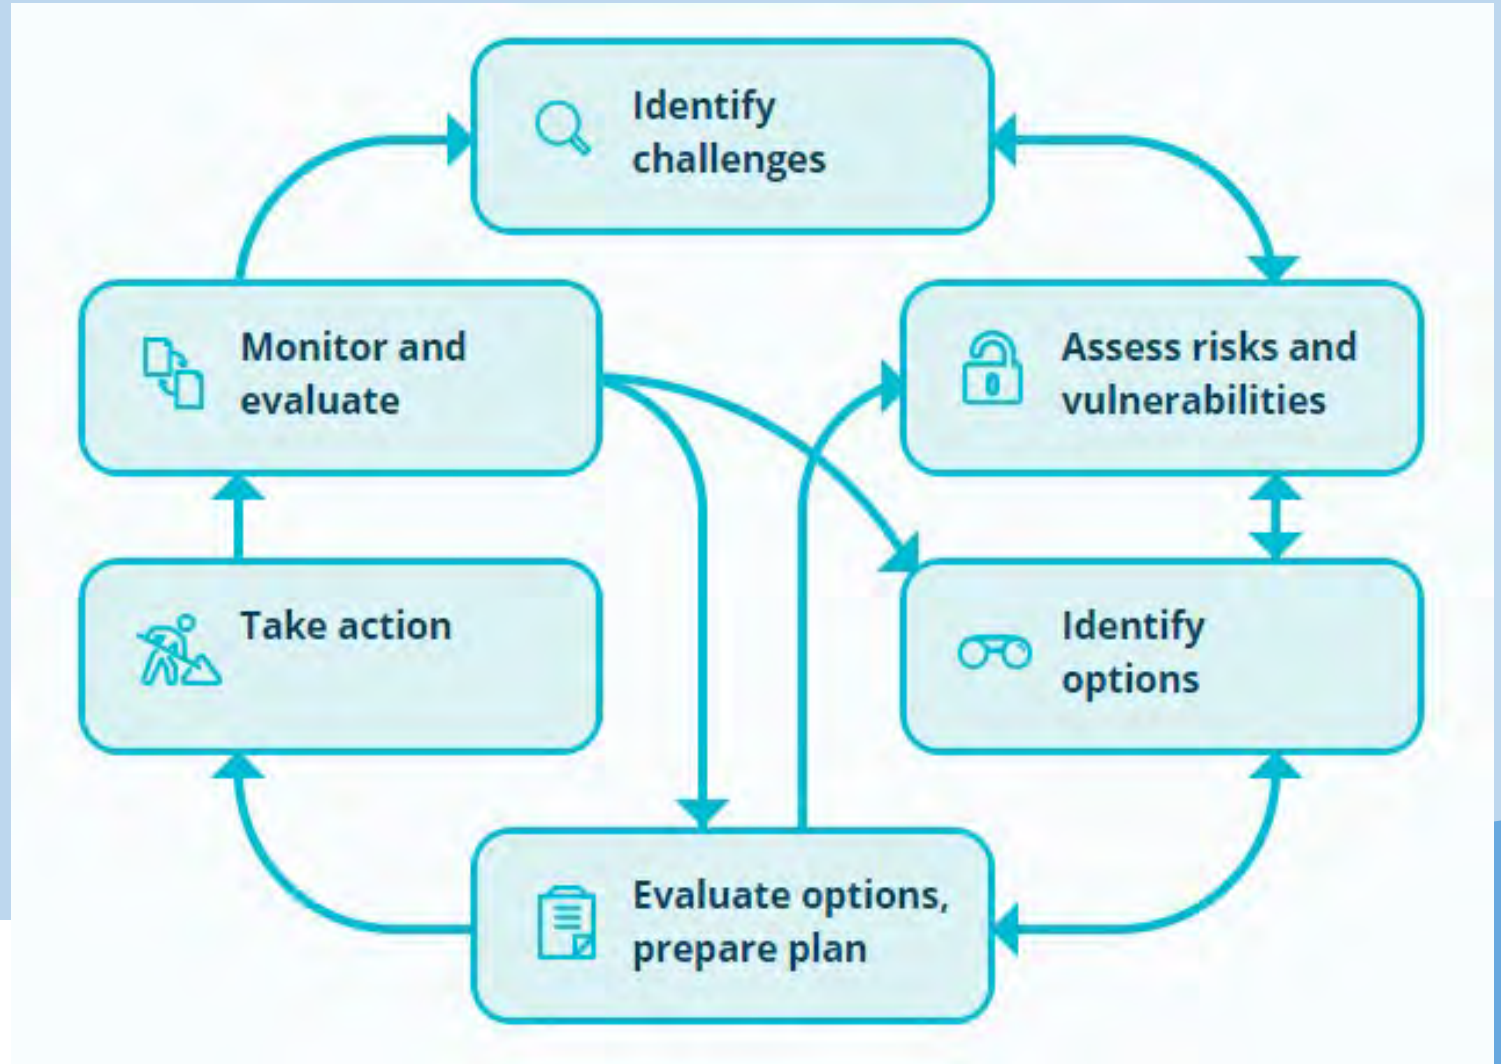 Identify
challenges
Monitor and
evaluate
Assess risks and
vulnerabilities
Take action
Identify
options
Evaluate options,
prepare plan